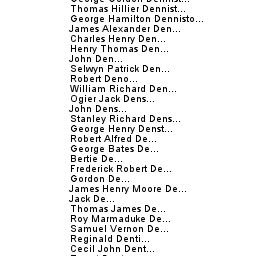 Thomas Hillier Dennist...
George Hamilton Dennisto...
James Alexander Den...
Charles Henry Den...
Henry Thomas Den...
John Den...
Selwyn Patrick Den...
Robert Deno...
William Richard Den...
Ogier Jack Dens...
John Dens...
Stanley Richard Dens...
George Henry Denst...
Robert Alfred De...
George Bates De...
Bertie De...
Frederick Robert De...
Gordon De...
James Henry Moore De...
Jack De...
Thomas James De...
Roy Marmaduke De...
Samuel Vernon De...
Reginald Denti...
Cecil John Dent...